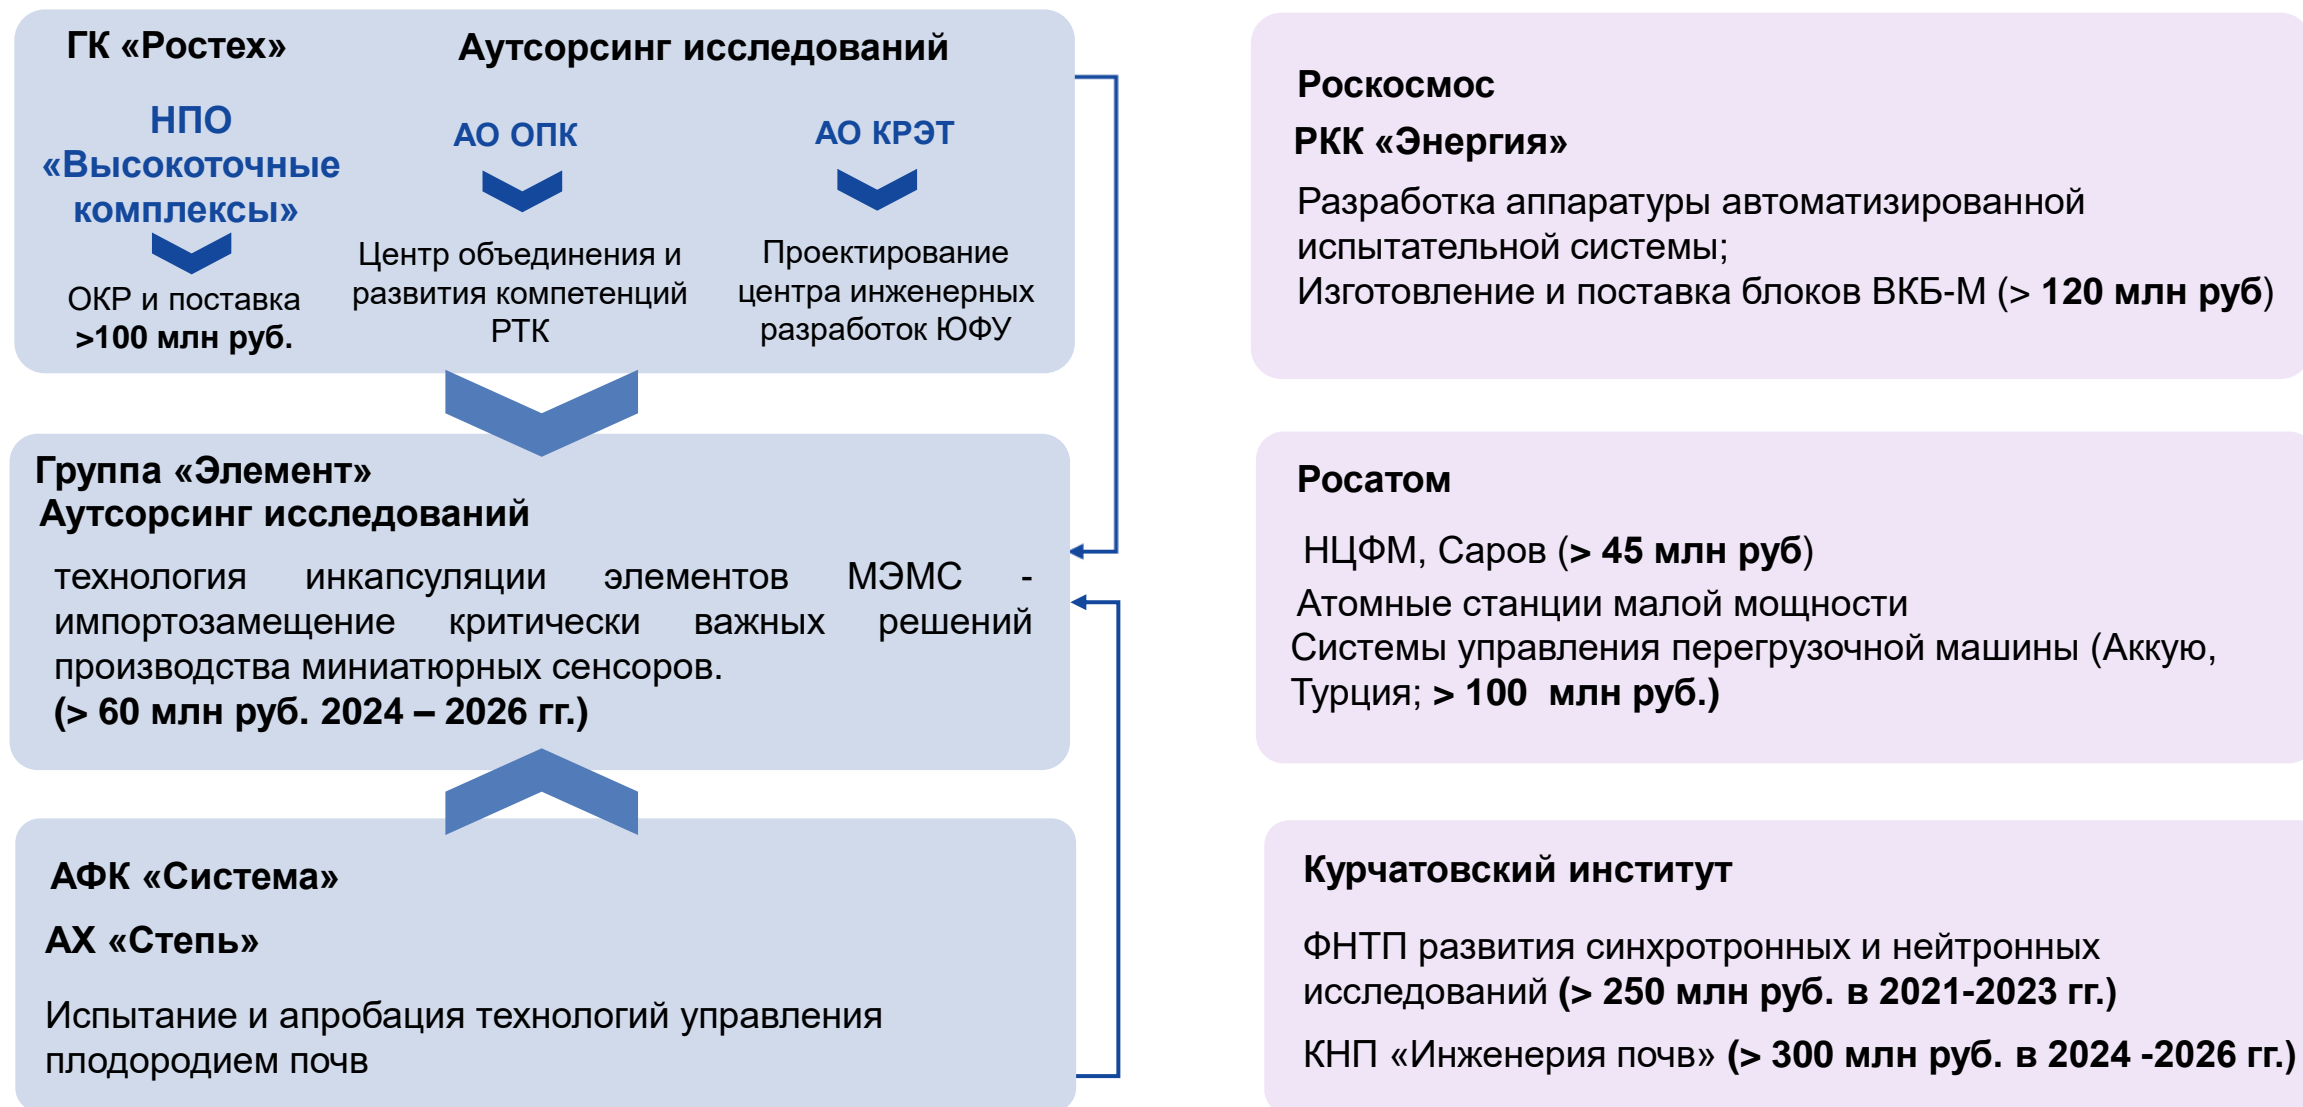 ГК «Ростех»
Аутсорсинг исследований
НПО
«Высокоточные
комплексы»
ОКР и поставка
>100 млн руб.
АО ОПК
Центр объединения и
развития компетенций
РТК
АО КРЭТ
Проектирование
центра инженерных
разработок ЮФУ
Группа «Элемент»
Аутсорсинг исследований
технология инкапсуляции элементов МЭМС -
импортозамещение критически важных решений
производства миниатюрных сенсоров.
(> 60 млн руб. 2024 – 2026 гг.)
АФК «Система»
АХ «Степь»
Испытание и апробация технологий управления
плодородием почв
Роскосмос
РКК «Энергия»
Разработка аппаратуры автоматизированной
испытательной системы;
Изготовление и поставка блоков ВКБ-М (> 120 млн руб)
Росатом
НЦФМ, Саров (> 45 млн руб)
Атомные станции малой мощности
Системы управления перегрузочной машины (Аккую,
Турция; > 100 млн руб.)
Курчатовский институт
ФНТП развития синхротронных и нейтронных
исследований (> 250 млн руб. в 2021-2023 гг.)
КНП «Инженерия почв» (> 300 млн руб. в 2024 -2026 гг.)